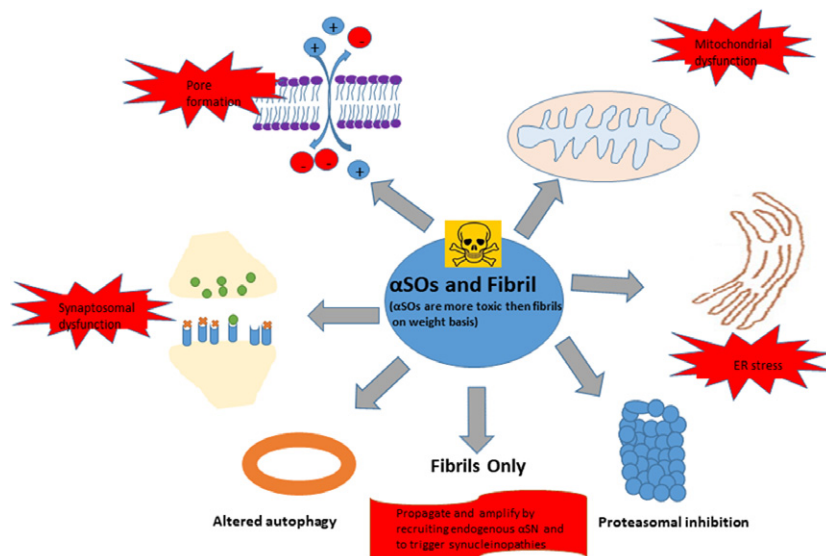 Mitochondrial
dysfunction
Pore
formation
+
-
+
αSOs and Fibril
(αSOs are more toxic then fibrils
on weight basis)
- -
+
Synaptosomal
dysfunction
ER stress
Altered autophagy
Fibrils Only
Propagate and amplify by
recruiting endogenous αSN and
to trigger synucleinopathies
Proteasomal inhibition